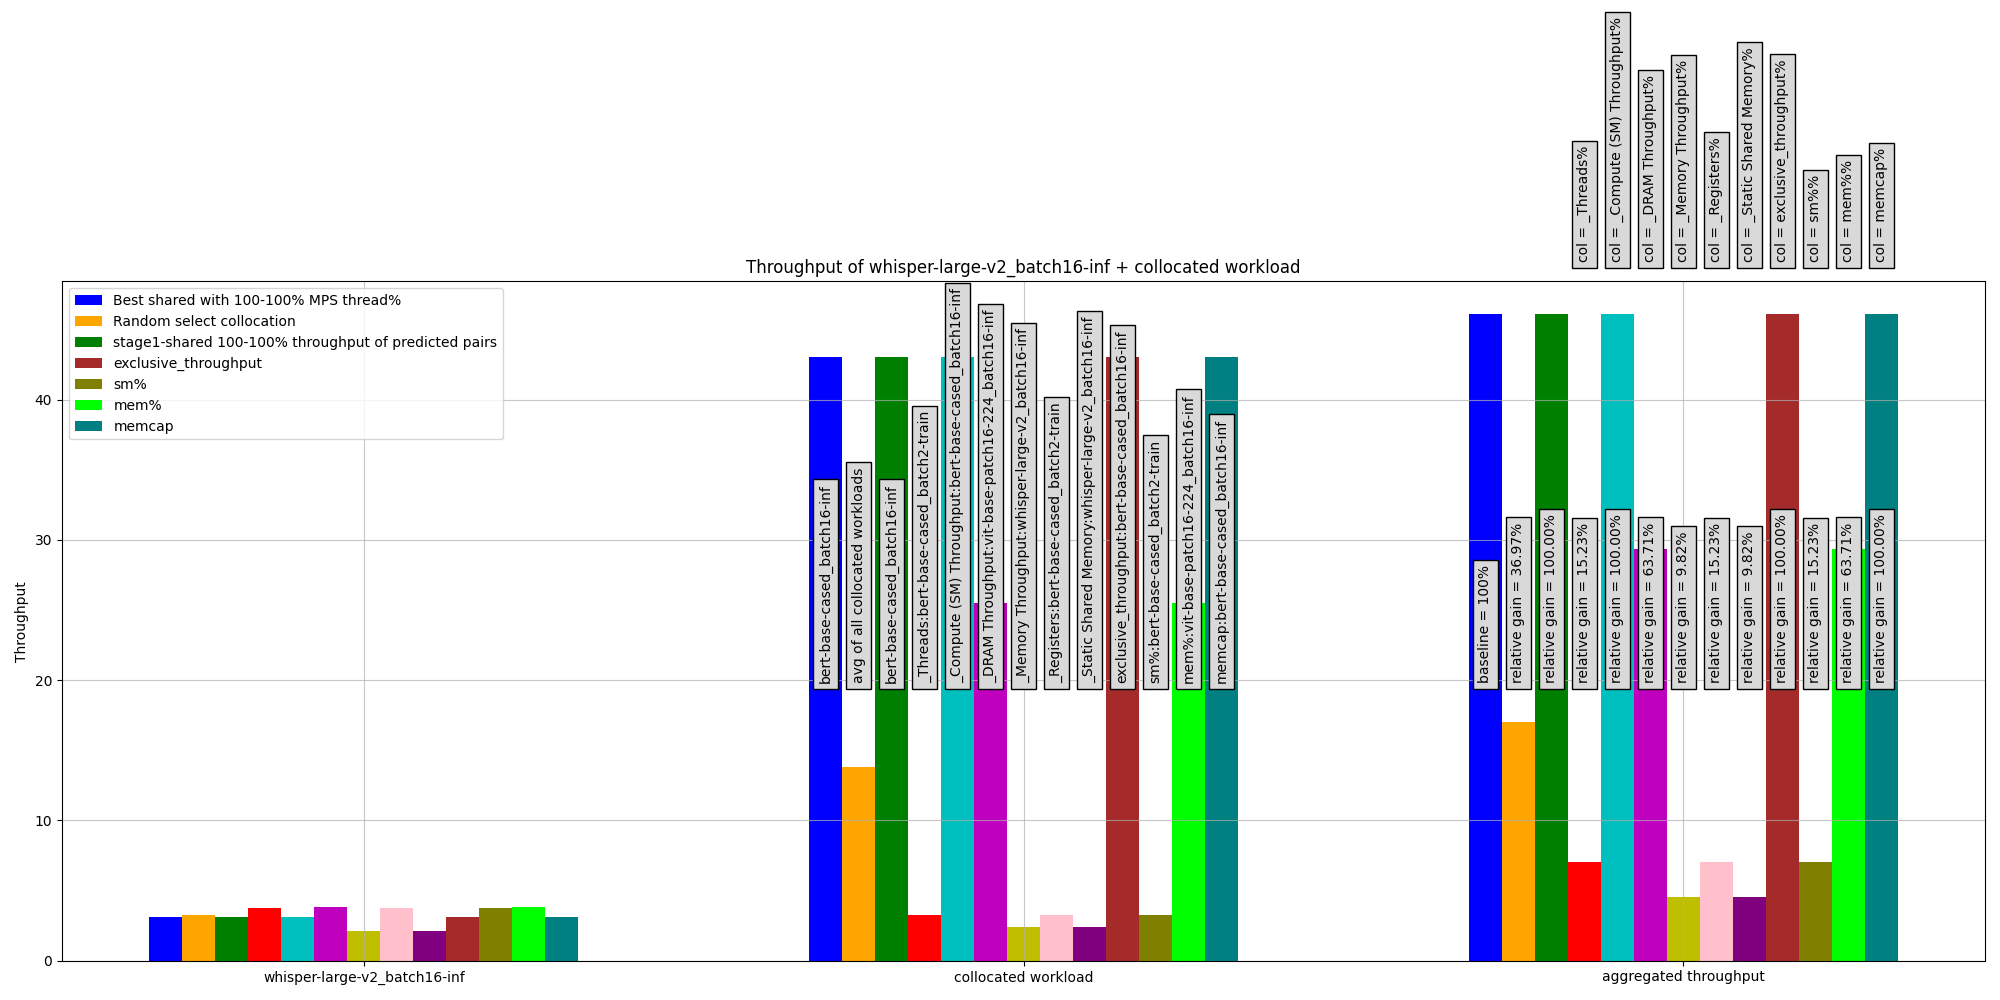 col = _Threads%
col = _Compute (SM) Throughput%
col = _DRAM Throughput%
col = _Memory Throughput%
col = _Registers%
col = _Static Shared Memory%
col = exclusive_throughput%
col = sm%%
col = mem%%
col = memcap%
Throughput of whisper-large-v2_batch16-inf + collocated workload
Best shared with 100-100% MPS thread%
Random select collocation
stage1-shared 100-100% throughput of predicted pairs
exclusive_throughput
sm%
mem%
memcap
Throughput
40
30
20
10
0
bert-base-cased_batch16-inf
avg of all collocated workloads
bert-base-cased_batch16-inf
_Threads:bert-base-cased_batch2-train
_Compute (SM) Throughput:bert-base-cased_batch16-inf
_DRAM Throughput:vit-base-patch16-224_batch16-inf
_Memory Throughput:whisper-large-v2_batch16-inf
_Registers:bert-base-cased_batch2-train
_Static Shared Memory:whisper-large-v2_batch16-inf
exclusive_throughput:bert-base-cased_batch16-inf
sm%:bert-base-cased_batch2-train
mem%:vit-base-patch16-224_batch16-inf
memcap:bert-base-cased_batch16-inf
baseline = 100%
relative gain = 36.97%
relative gain = 100.00%
relative gain = 15.23%
relative gain = 100.00%
relative gain = 63.71%
relative gain = 9.82%
relative gain = 15.23%
relative gain = 9.82%
relative gain = 100.00%
relative gain = 15.23%
relative gain = 63.71%
relative gain = 100.00%
whisper-large-v2_batch16-inf
collocated workload
aggregated throughput